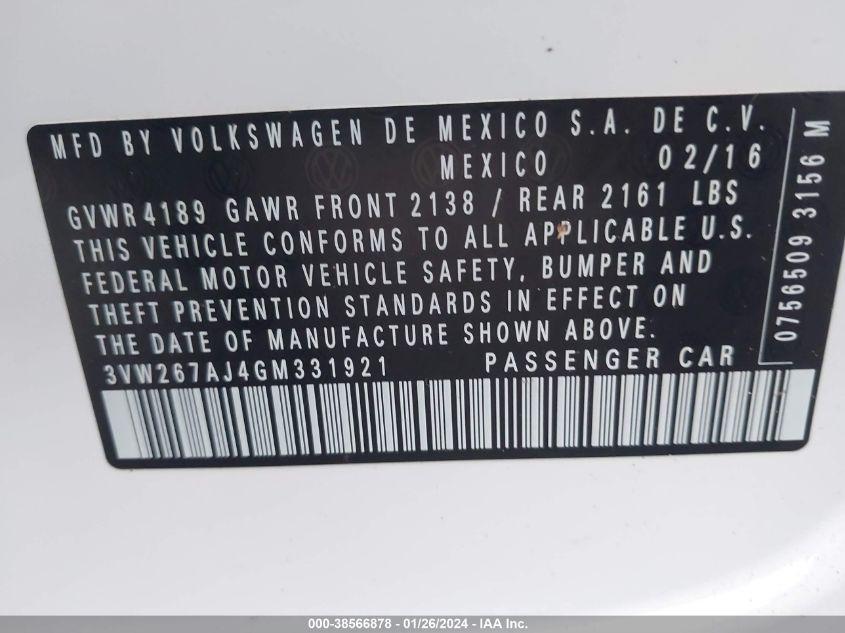 MFD BY VOLKSWAGEN DE MEXICO S.A. DE C.V.
MEXICO 02/16
GVWR4189 GAWR FRONT 2138 / REAR 2161 LBS
THIS VEHICLE CONFORMS TO ALL APPLICABLE U.S.
FEDERAL MOTOR VEHICLE SAFETY, BUMPER AND
THEFT PREVENTION STANDARDS IN EFFECT ON
THE DATE OF MANUFACTURE SHOWN ABOVE.
3VW267AJ4GM331921 PASSENGER CAR
0756509 3156 M
000-38566878 - 01/26/2024 - IAA Inc.